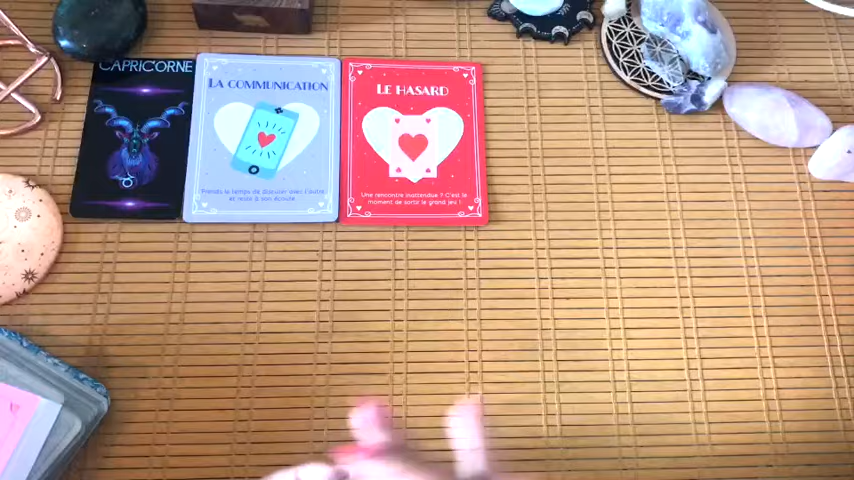 CAPRICORNE
LA COMMUNICATION
Prends le temps de discuter avec l'autre
et reste à son écoute.
LE HASARD
Une rencontre inattendue ? C'est le
moment de sortir le grand jeu.